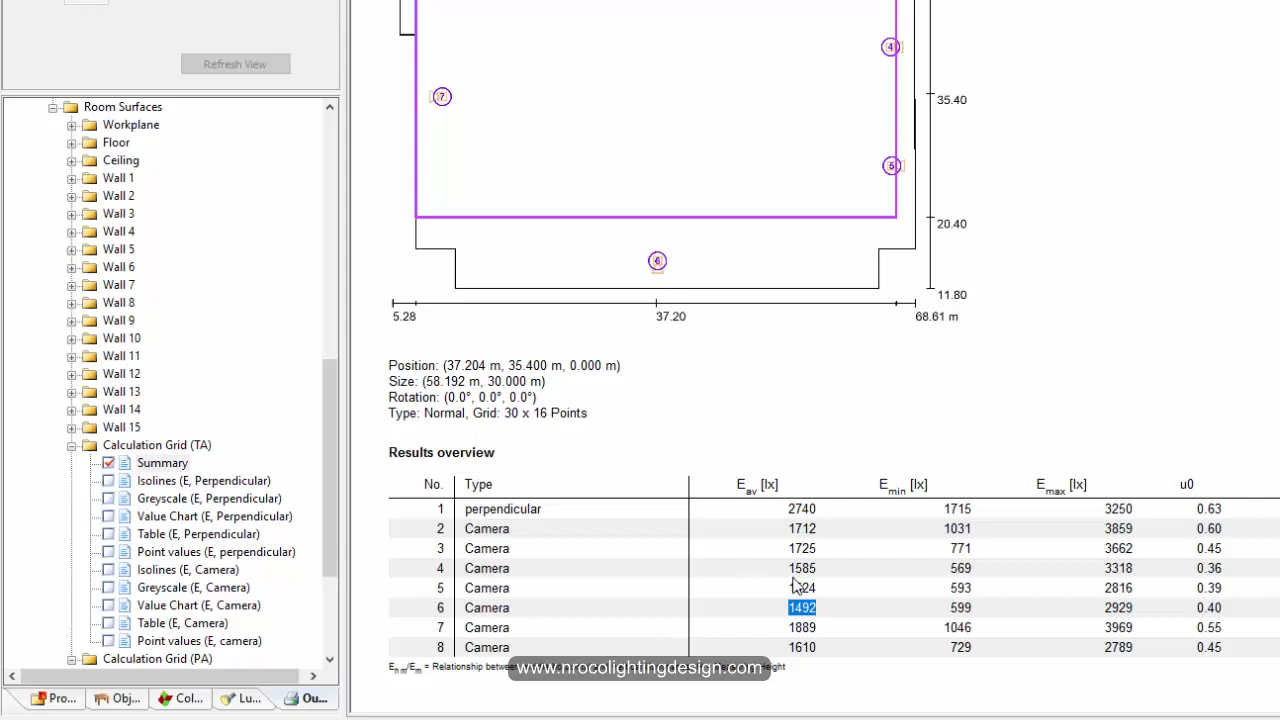 Refresh View
Room Surfaces
Workplane
Floor
Ceiling
Wall 1
Wall 2
Wall 3
Wall 4
Wall 5
Wall 6
Wall 7
Wall 8
Wall 9
Wall 10
Wall 11
Wall 12
Wall 13
Wall 14
Wall 15
Calculation Grid (TA)
Summary
Isolines (E, Perpendicular)
Greyscale (E, Perpendicular)
Value Chart (E, Perpendicular)
Table (E, Perpendicular)
Point values (E, perpendicular)
Isolines (E, Camera)
Greyscale (E, Camera)
Value Chart (E, Camera)
Table (E, Camera)
Point values (E, camera)
Calculation Grid (PA)
Pro... Obj... Col... Lu... Ou...
4
7
35.40
5
20.40
6
11.80
5.28 37.20 68.61 m
Position: (37.204 m, 35.400 m, 0.000 m)
Size: (58.192 m, 30.000 m)
Rotation: (0.0°, 0.0°, 0.0°)
Type: Normal, Grid: 30 x 16 Points
Results overview
No. Type Eav [lx] Emin [lx] Emax [lx] u0
1 perpendicular 2740 1715 3250 0.63
2 Camera 1712 1031 3859 0.60
3 Camera 1725 771 3662 0.45
4 Camera 1585 569 3318 0.36
5 Camera 593 2816 0.39
6 Camera 1492 599 2929 0.40
7 Camera 1889 1046 3969 0.55
8 Camera 1610 729 2789 0.45
= Relationship between
www.nrocolightingdesign.com